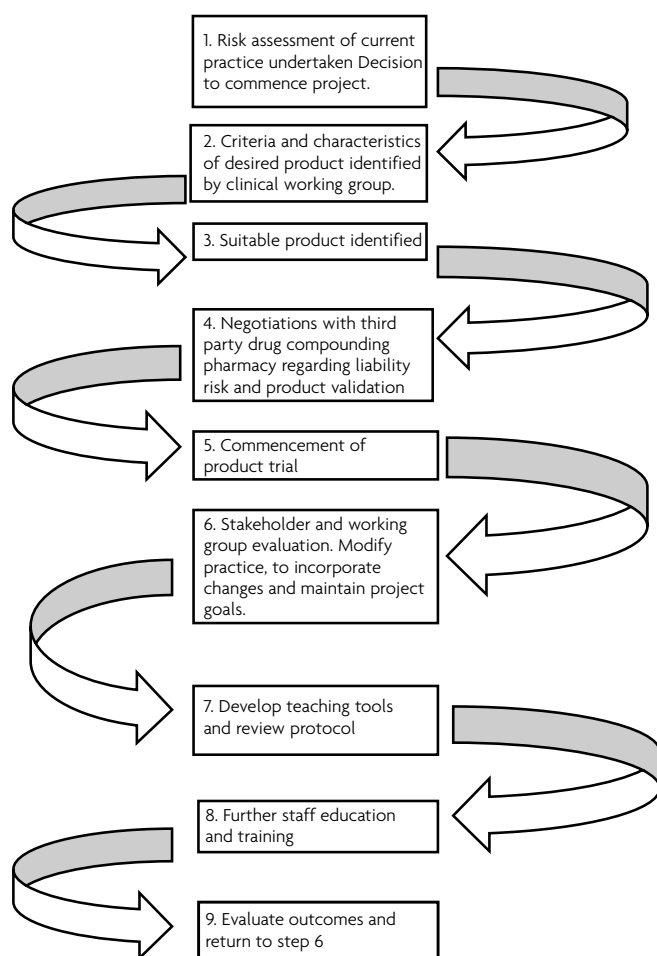 1. Risk assessment of current
practice undertaken Decision
to commence project.
2. Criteria and characteristics
of desired product identified
by clinical working group.
3. Suitable product identified
4. Negotiations with third
party drug compounding
pharmacy regarding liability
risk and product validation
5. Commencement of
product trial
6. Stakeholder and working
group evaluation. Modify
practice, to incorporate
changes and maintain project
goals.
7. Develop teaching tools
and review protocol
8. Further staff education
and training
9. Evaluate outcomes and
return to step 6